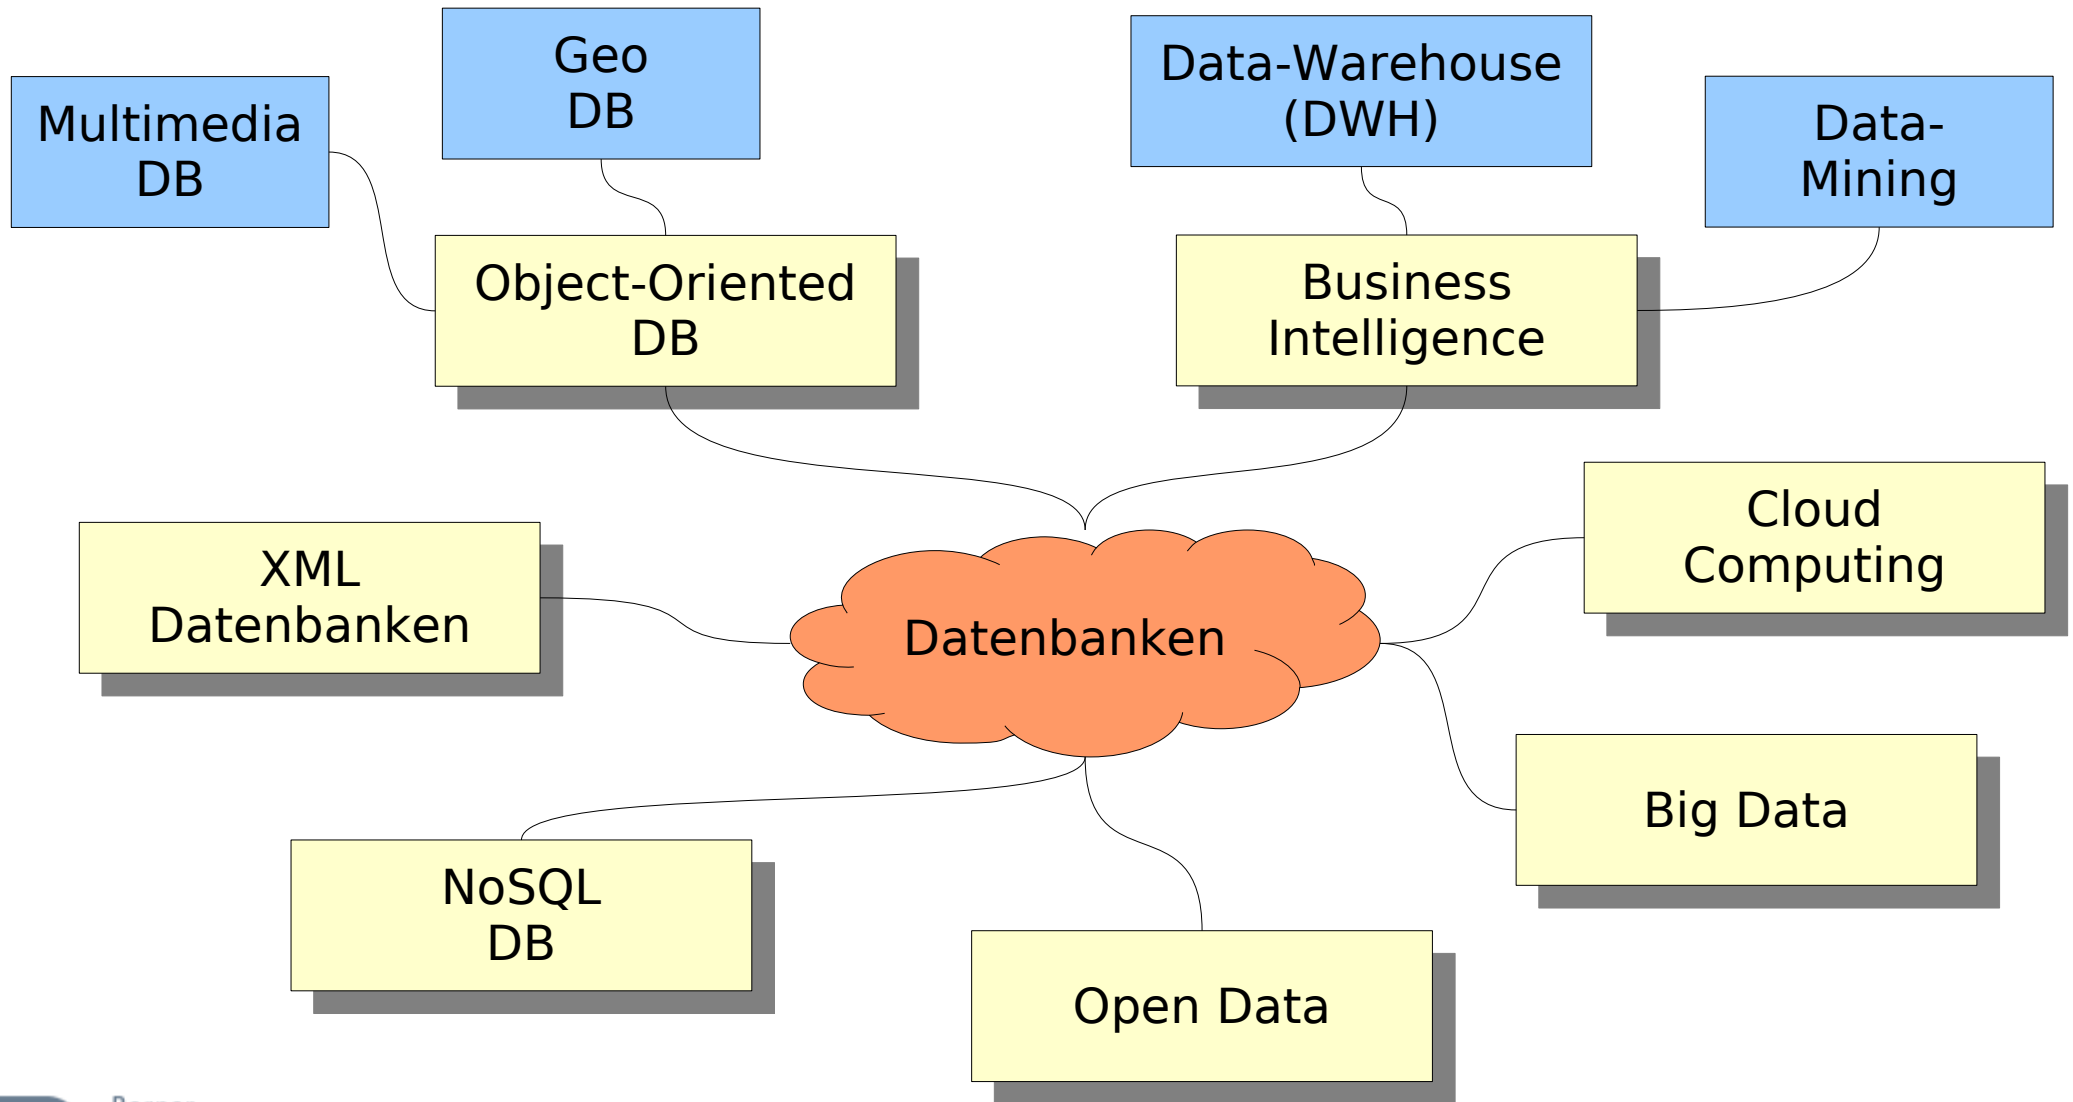 Geo
DB
Data-Warehouse
(DWH)
Multimedia
DB
Data-
Mining
Object-Oriented
DB
Business
Intelligence
Cloud
Computing
XML
Datenbanken
Datenbanken
Big Data
NoSQL
DB
Open Data